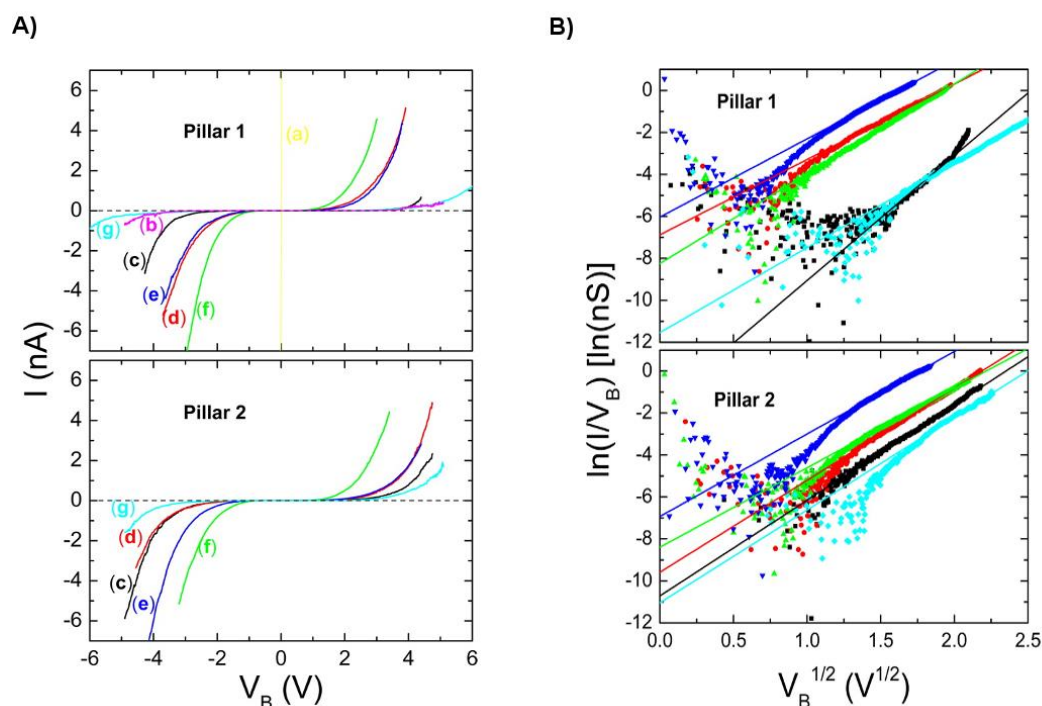 A)
B)
6
4
2
0
-2
-4
-6
Pillar 1
(a)
(g)
(b)
(c)
(e)
(d)
(f)
6
4
2
0
-2
-4
-6
Pillar 2
(g)
(d)
(c)
(e)
(f)
-6 -4 -2 0 2 4 6
I (nA)
V_B (V)
0
-2
-4
-6
-8
-10
-12
Pillar 1
0
-2
-4
-6
-8
-10
-12
Pillar 2
0.0 0.5 1.0 1.5 2.0 2.5
ln(I/V_B) [ln(nS)]
V_B^1/2 (V^1/2)